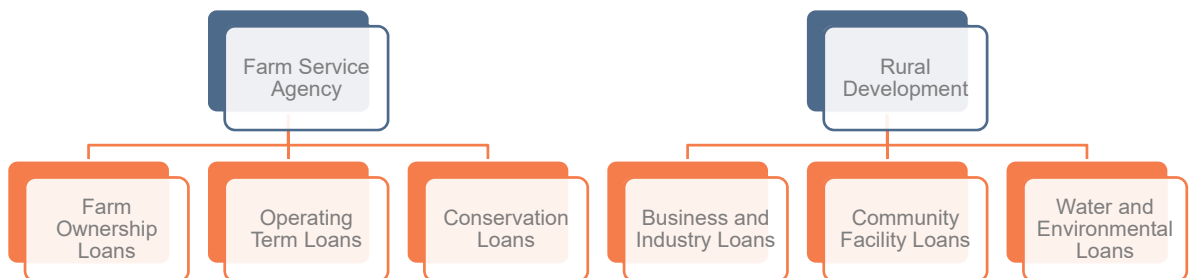 Farm Service
Agency
Rural
Development
Farm
Ownership
Loans
Operating
Term Loans
Conservation
Loans
Business and
Industry Loans
Community
Facility Loans
Water and
Environmental
Loans